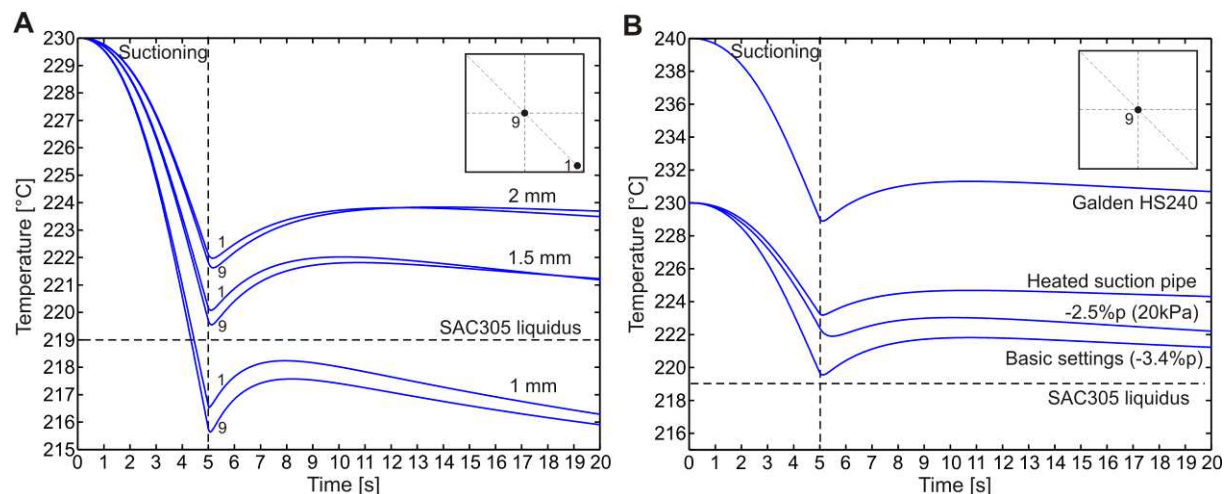 A
230
229
228
227
226
225
224
223
222
221
220
219
218
217
216
215
Temperature [°C]
Suctioning
9
1
2 mm
1
9
1.5 mm
1
9
SAC305 liquidus
1
9
1 mm
0 1 2 3 4 5 6 7 8 9 10 11 12 13 14 15 16 17 18 19 20
Time [s]
B
240
238
236
234
232
230
228
226
224
222
220
218
216
Temperature [°C]
Suctioning
9
Galden HS240
Heated suction pipe
-2.5%p (20kPa)
Basic settings (-3.4%p)
SAC305 liquidus
0 1 2 3 4 5 6 7 8 9 10 11 12 13 14 15 16 17 18 19 20
Time [s]